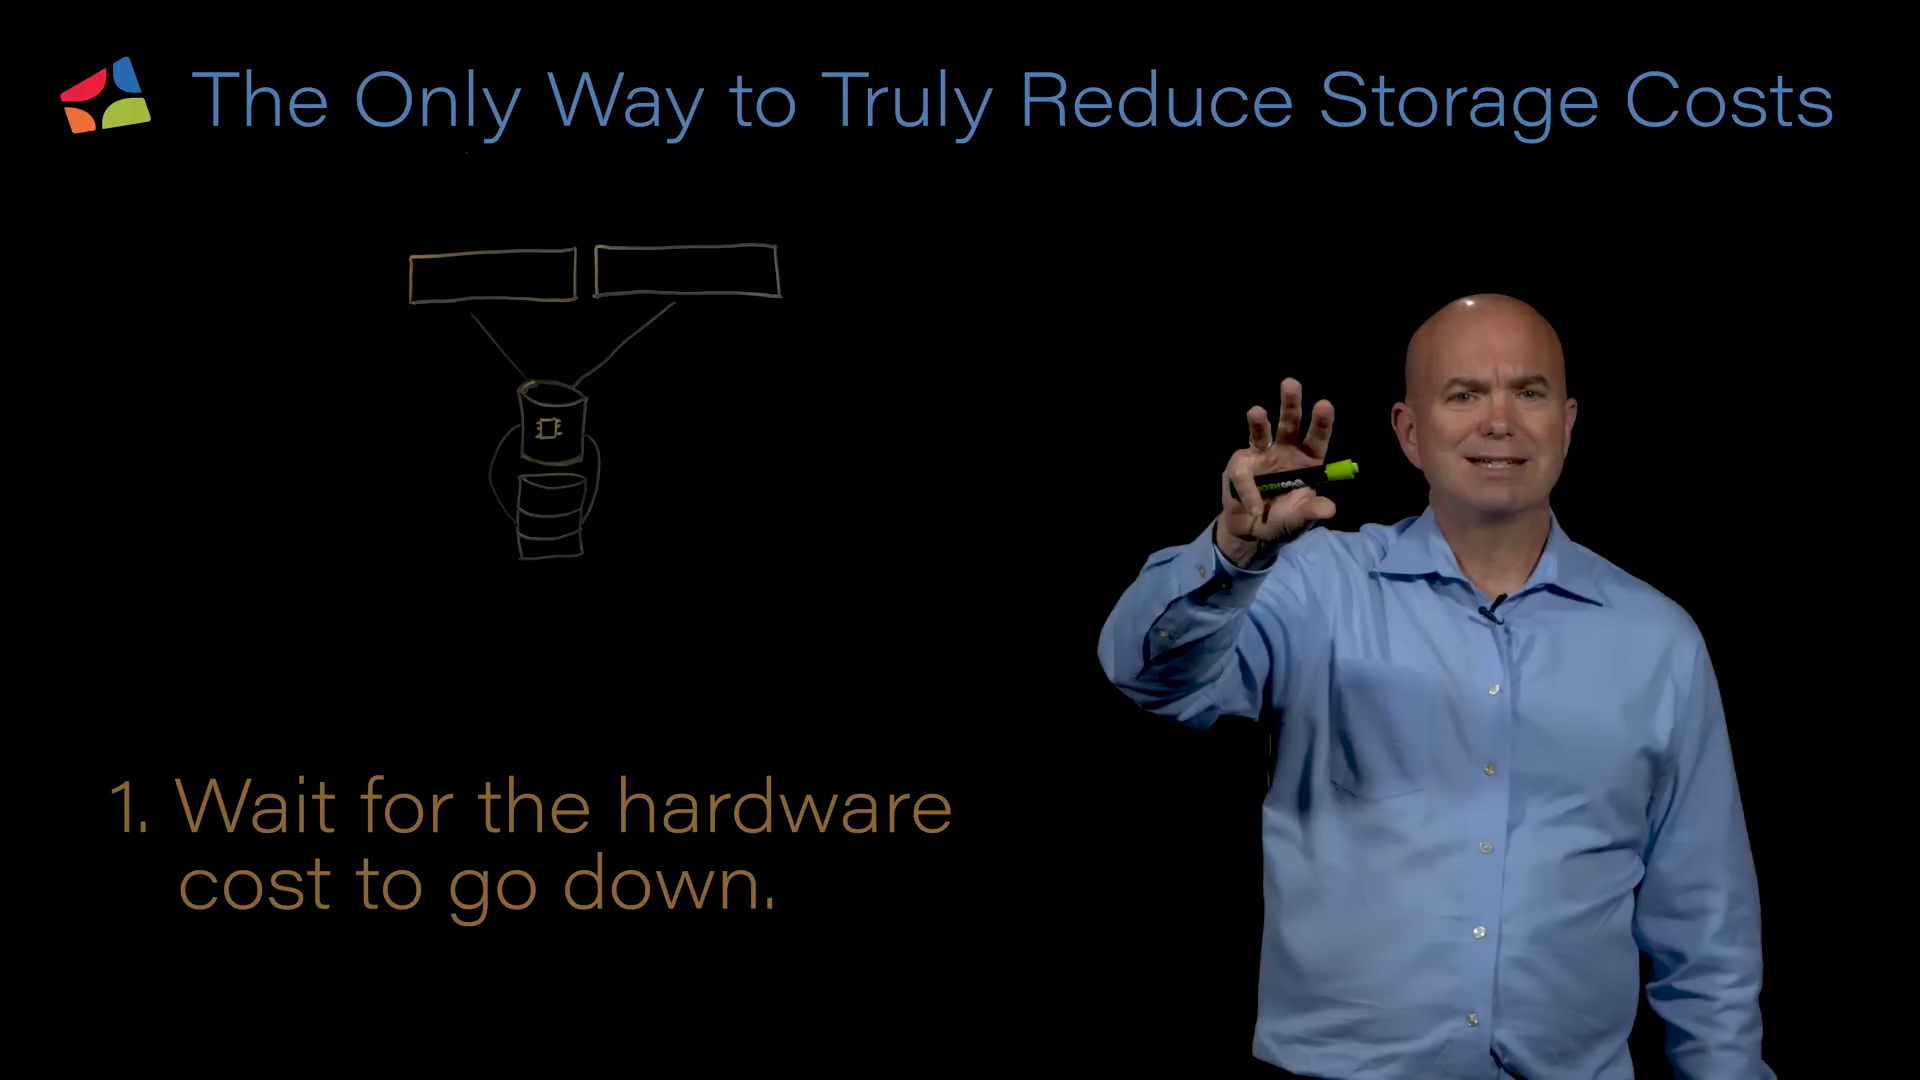 The Only Way to Truly Reduce Storage Costs
1. Wait for the hardware
cost to go down.